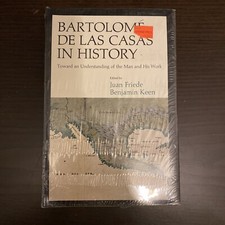 BARTOLOMÉ
DE LAS CASAS
IN HISTORY
Toward an Understanding of the Man and His Work
Edited by
Juan Friede
Benjamin Keen